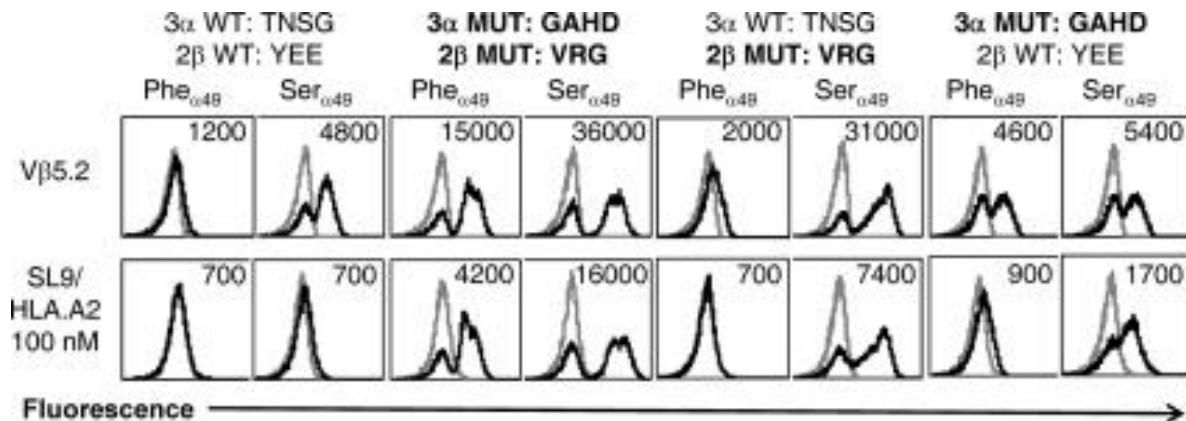 3α WT: TNSG 3α MUT: GAHD 3α WT: TNSG 3α MUT: GAHD
2β WT: YEE 2β MUT: VRG 2β MUT: VRG 2β WT: YEE
Pheα49 Serα49 Pheα49 Serα49 Pheα49 Serα49 Pheα49 Serα49
1200 4800 15000 36000 2000 31000 4600 5400
Vβ5.2
700 700 4200 16000 700 7400 900 1700
SL9/
HLA.A2
100 nM
Fluorescence